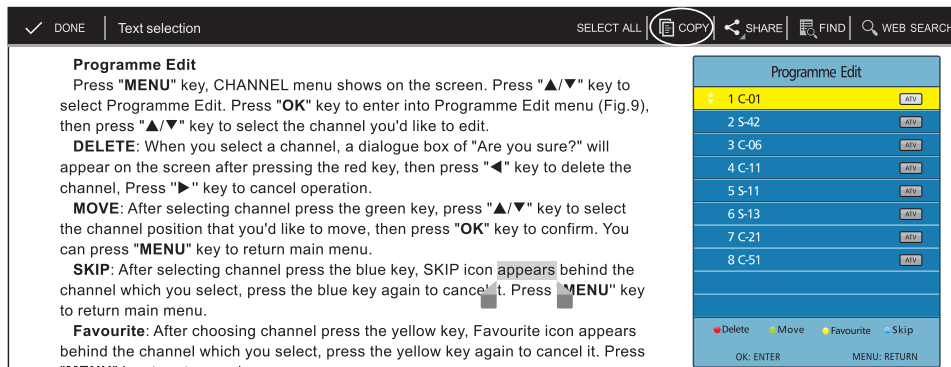 DONE
Text selection
SELECT ALL
COPY
SHARE
FIND
WEB SEARCH
Programme Edit
Press "MENU" key, CHANNEL menu shows on the screen. Press "▲/▼" key to
select Programme Edit. Press "OK" key to enter into Programme Edit menu (Fig.9),
then press "▲/▼" key to select the channel you'd like to edit.
DELETE: When you select a channel, a dialogue box of "Are you sure?" will
appear on the screen after pressing the red key, then press "◀" key to delete the
channel, Press "▶" key to cancel operation.
MOVE: After selecting channel press the green key, press "▲/▼" key to select
the channel position that you'd like to move, then press "OK" key to confirm. You
can press "MENU" key to return main menu.
SKIP: After selecting channel press the blue key, SKIP icon appears behind the
channel which you select, press the blue key again to cancel t. Press MENU" key
to return main menu.
Favourite: After choosing channel press the yellow key, Favourite icon appears
behind the channel which you select, press the yellow key again to cancel it. Press
Programme Edit
1 C-01 ATV
2 S-42 ATV
3 C-06 ATV
4 C-11 ATV
5 S-11 ATV
6 S-13 ATV
7 C-21 ATV
8 C-51 ATV
Delete Move Favourite Skip
OK: ENTER MENU: RETURN